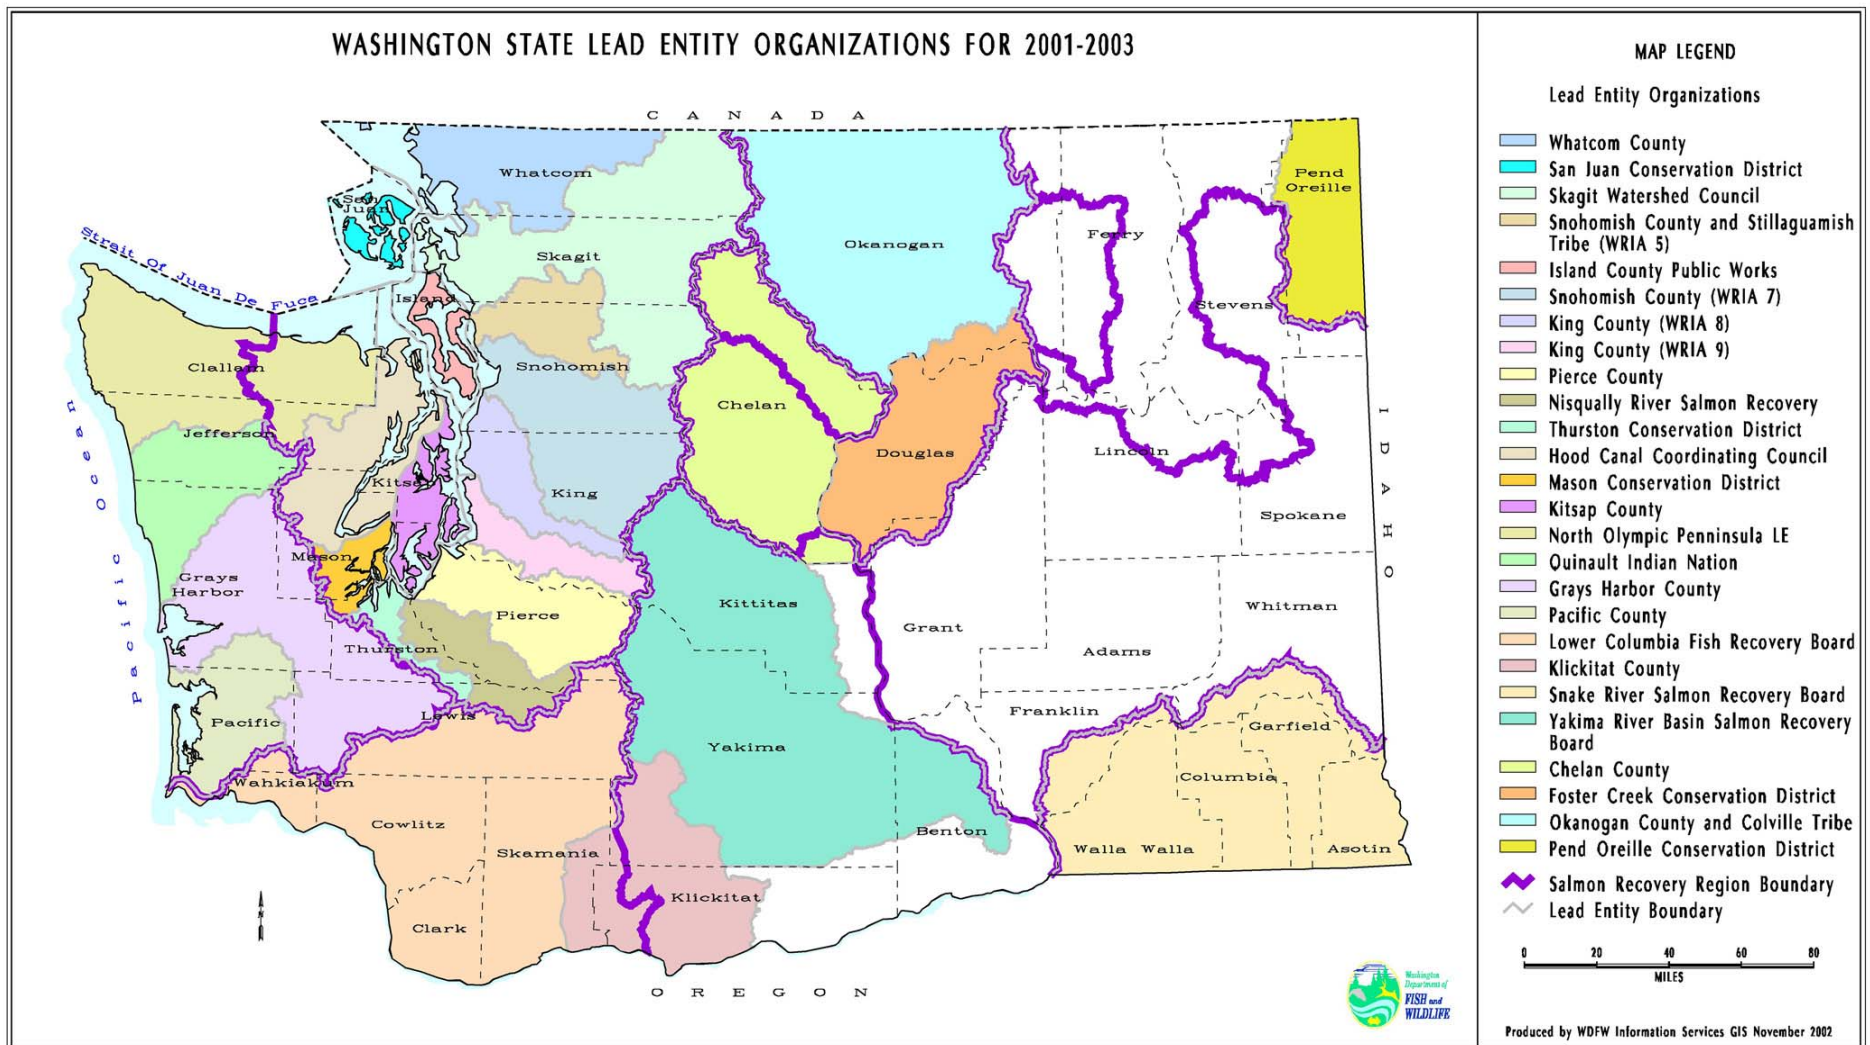 WASHINGTON STATE LEAD ENTITY ORGANIZATIONS FOR 2001-2003
CANADA
Whatcom
Pend
Oreille
San
Juan
Strait Of Juan De Fuca
Okanogan
Ferry
Skagit
Island
Stevens
Clallam
Snohomish
Chelan
Jefferson
Douglas
Lincoln
IDAHO
Pacific Ocean
Kitsap
King
Spokane
Mason
Grays
Harbor
Kittitas
Whitman
Pierce
Grant
Thurston
Adams
Lewis
Franklin
Pacific
Garfield
Yakima
Columbia
Wahkiakum
Cowlitz
Benton
Skamania
Walla Walla
Asotin
Klickitat
Clark
N
OREGON
MAP LEGEND
Lead Entity Organizations
Whatcom County
San Juan Conservation District
Skagit Watershed Council
Snohomish County and Stillaguamish
Tribe (WRIA 5)
Island County Public Works
Snohomish County (WRIA 7)
King County (WRIA 8)
King County (WRIA 9)
Pierce County
Nisqually River Salmon Recovery
Thurston Conservation District
Hood Canal Coordinating Council
Mason Conservation District
Kitsap County
North Olympic Penninsula LE
Quinault Indian Nation
Grays Harbor County
Pacific County
Lower Columbia Fish Recovery Board
Klickitat County
Snake River Salmon Recovery Board
Yakima River Basin Salmon Recovery
Board
Chelan County
Foster Creek Conservation District
Okanogan County and Colville Tribe
Pend Oreille Conservation District
Salmon Recovery Region Boundary
Lead Entity Boundary
0 20 40 60 80
MILES
Washington
Department of
FISH and
WILDLIFE
Produced by WDFW Information Services GIS November 2002